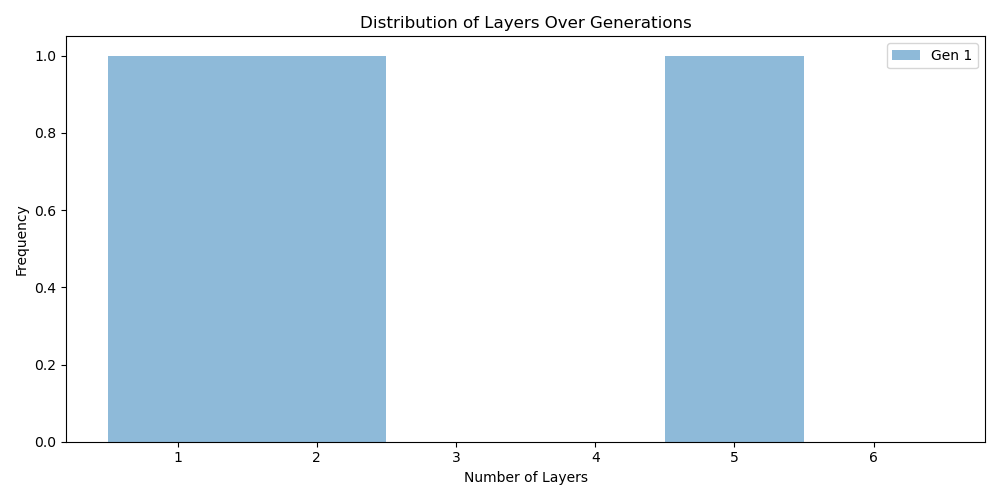 Distribution of Layers Over Generations
Gen 1
1.0
0.8
0.6
0.4
0.2
0.0
Frequency
1 2 3 4 5 6
Number of Layers